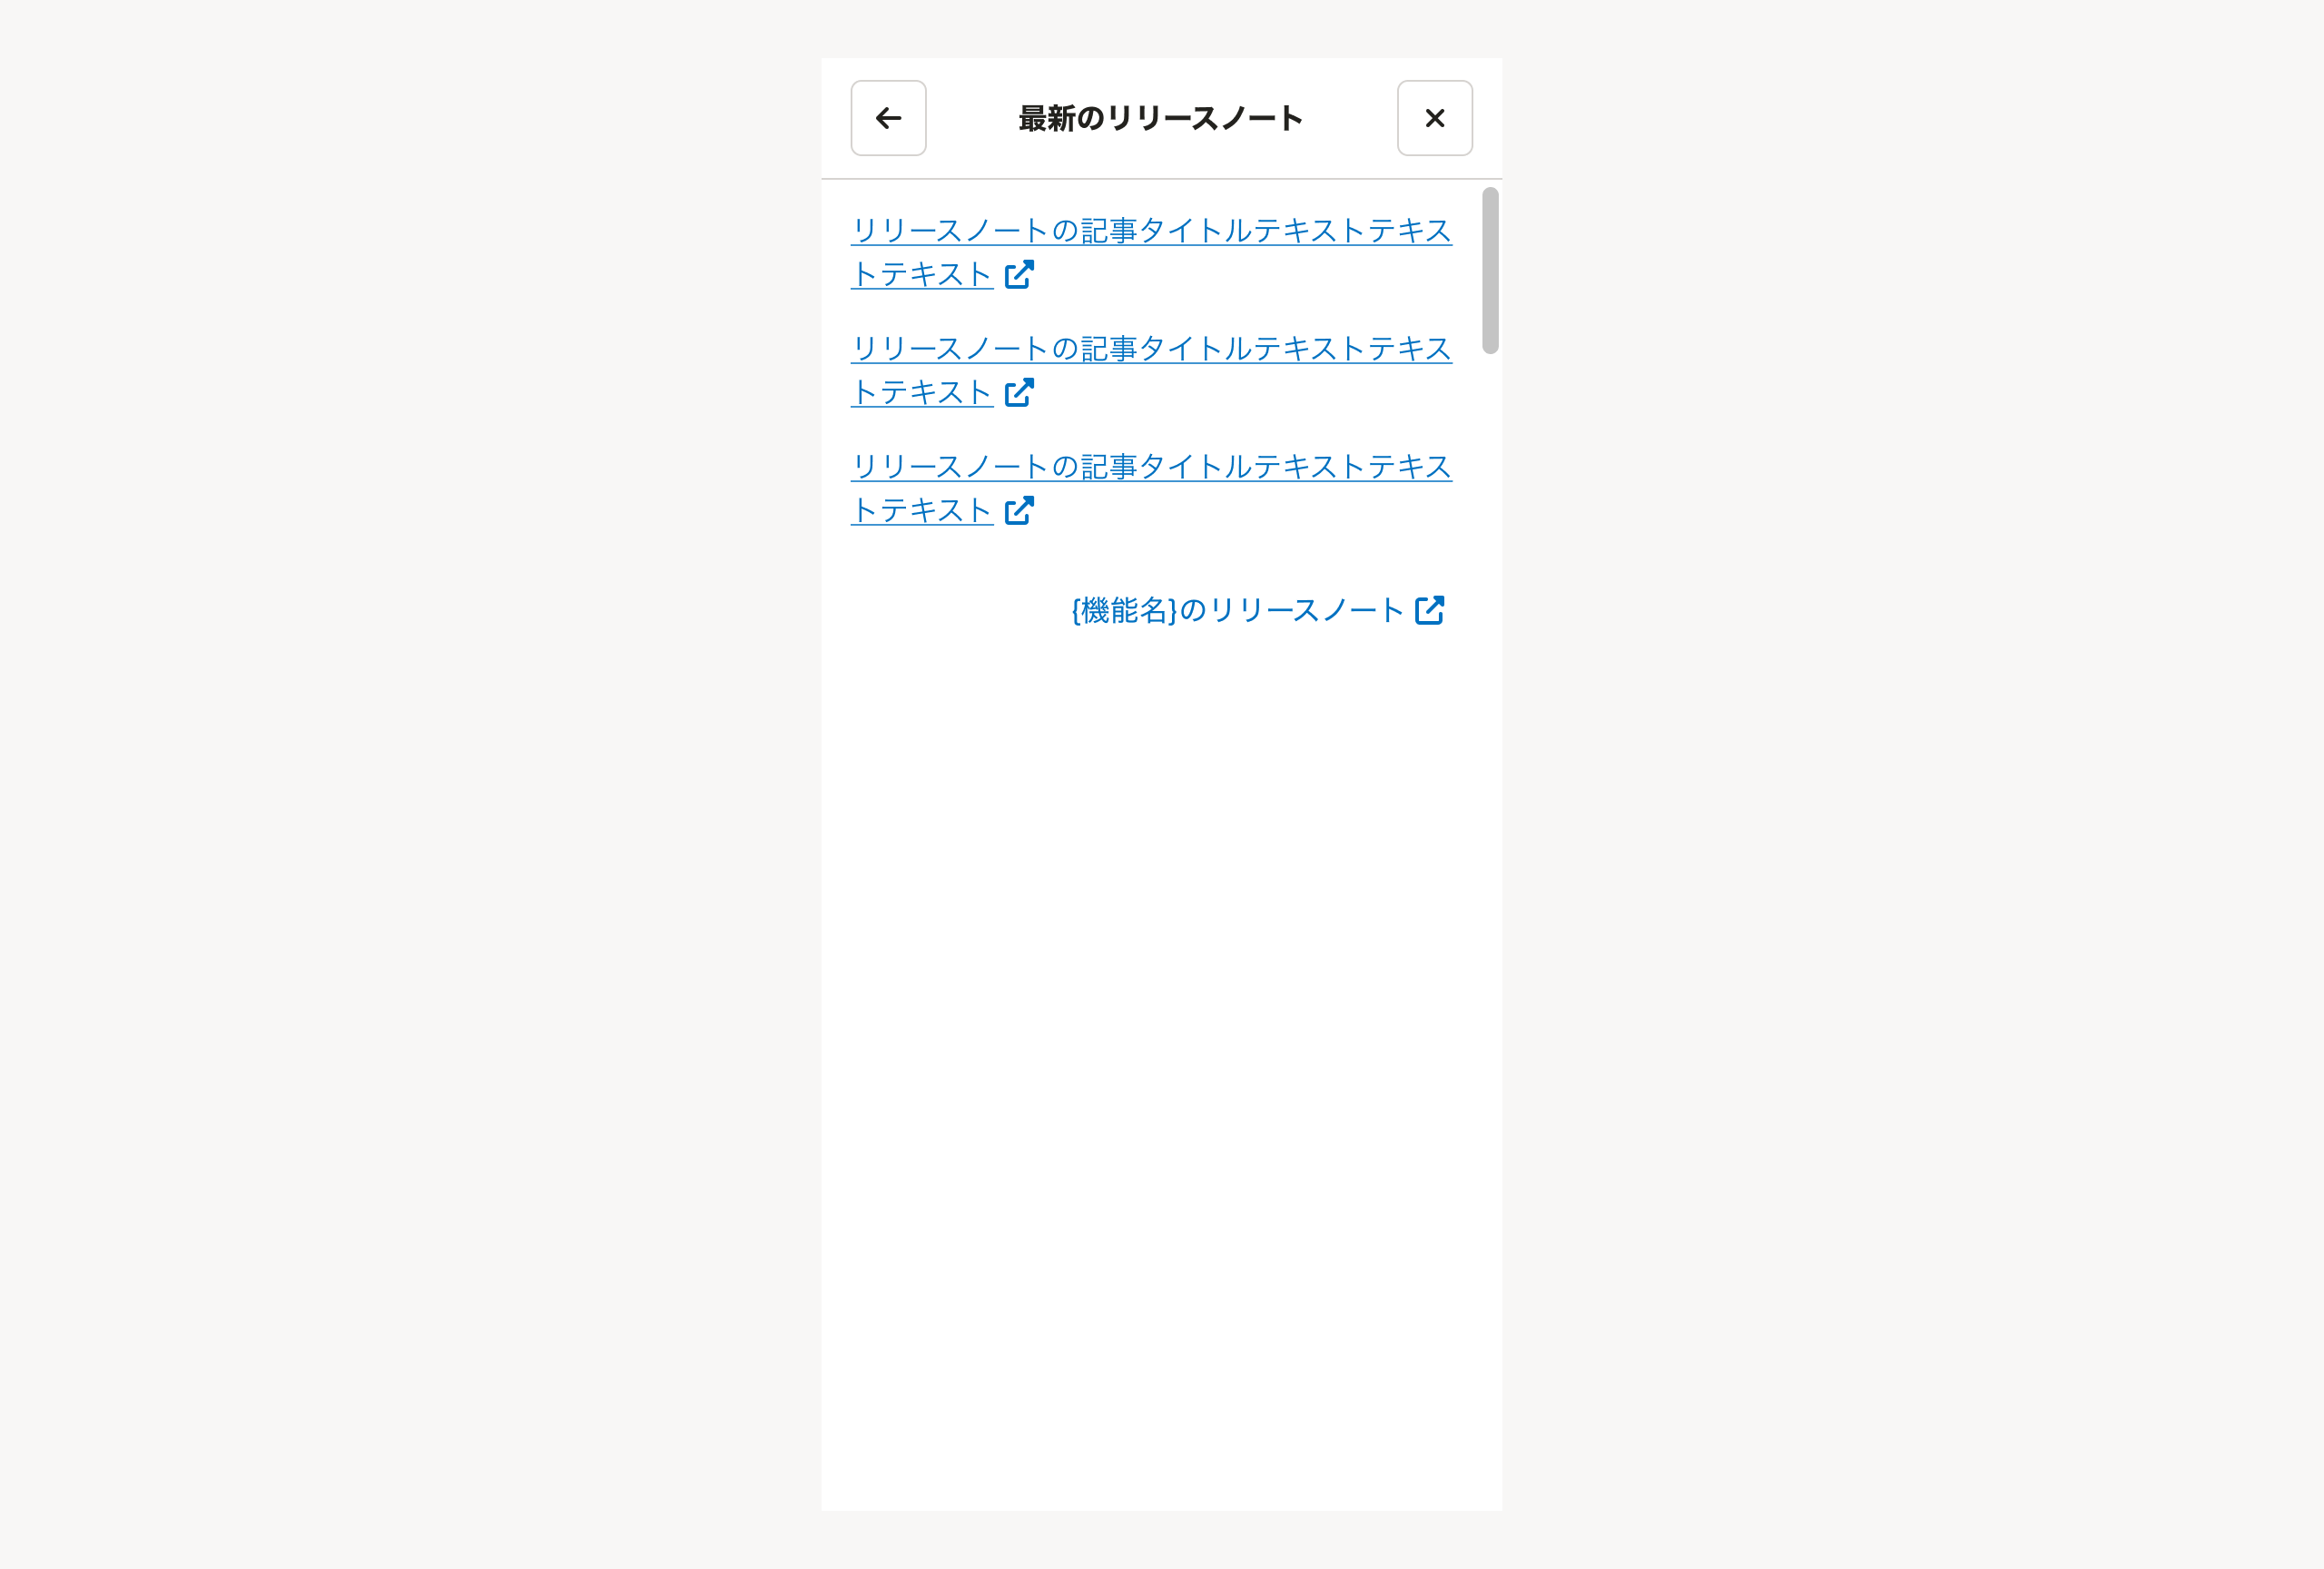 最新のリリースノート
リリースノートの記事タイトルテキストテキス
トテキスト
リリースノートの記事タイトルテキストテキス
トテキスト
リリースノートの記事タイトルテキストテキス
トテキスト
{機能名}のリリースノート